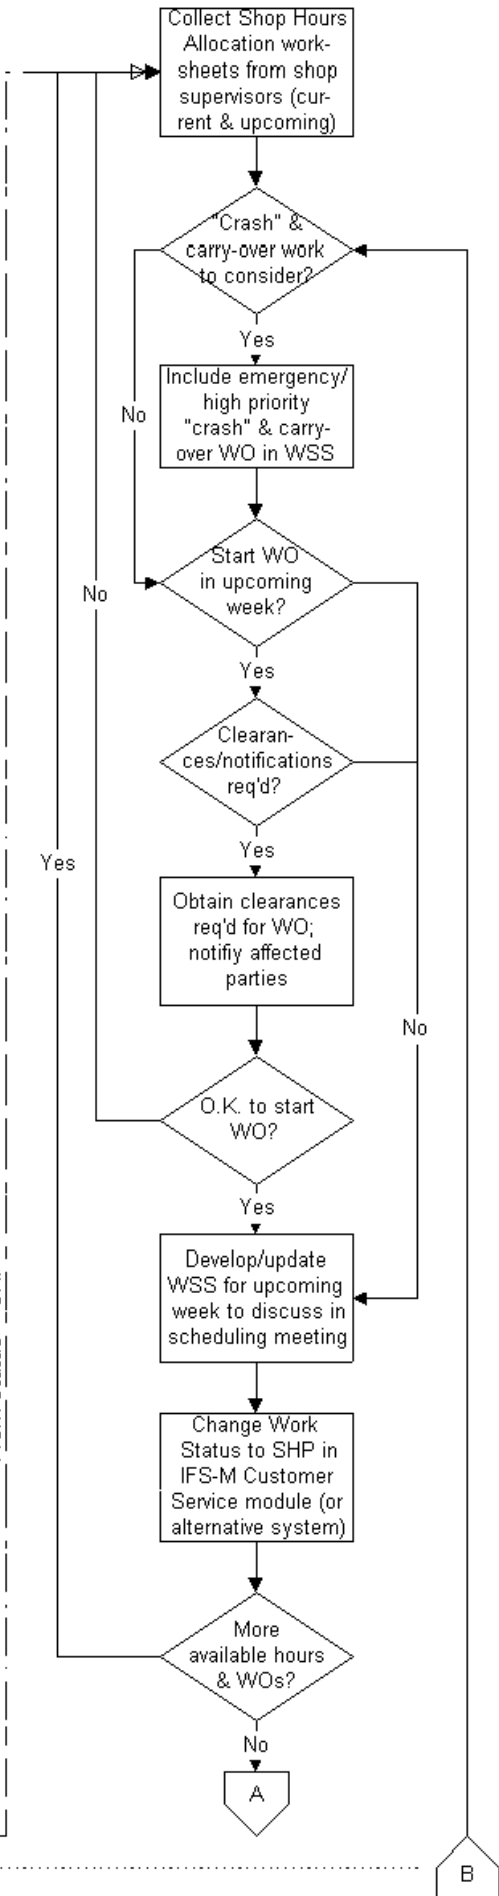 Collect Shop Hours
Allocation work-
sheets from shop
supervisors (cur-
rent & upcoming)
"Crash" &
carry-over work
to consider?
Yes
Include emergency/
high priority
"crash" & carry-
over WO in WSS
No
Start WO
in upcoming
week?
No
Yes
Clearan-
ces/notifications
req'd?
Yes
Yes
Obtain clearances
req'd for WO;
notifiy affected
parties
No
O.K. to start
WO?
Yes
Develop/update
WSS for upcoming
week to discuss in
scheduling meeting
Change Work
Status to SHP in
IFS-M Customer
Service module (or
alternative system)
More
available hours
& WOs?
No
A
B